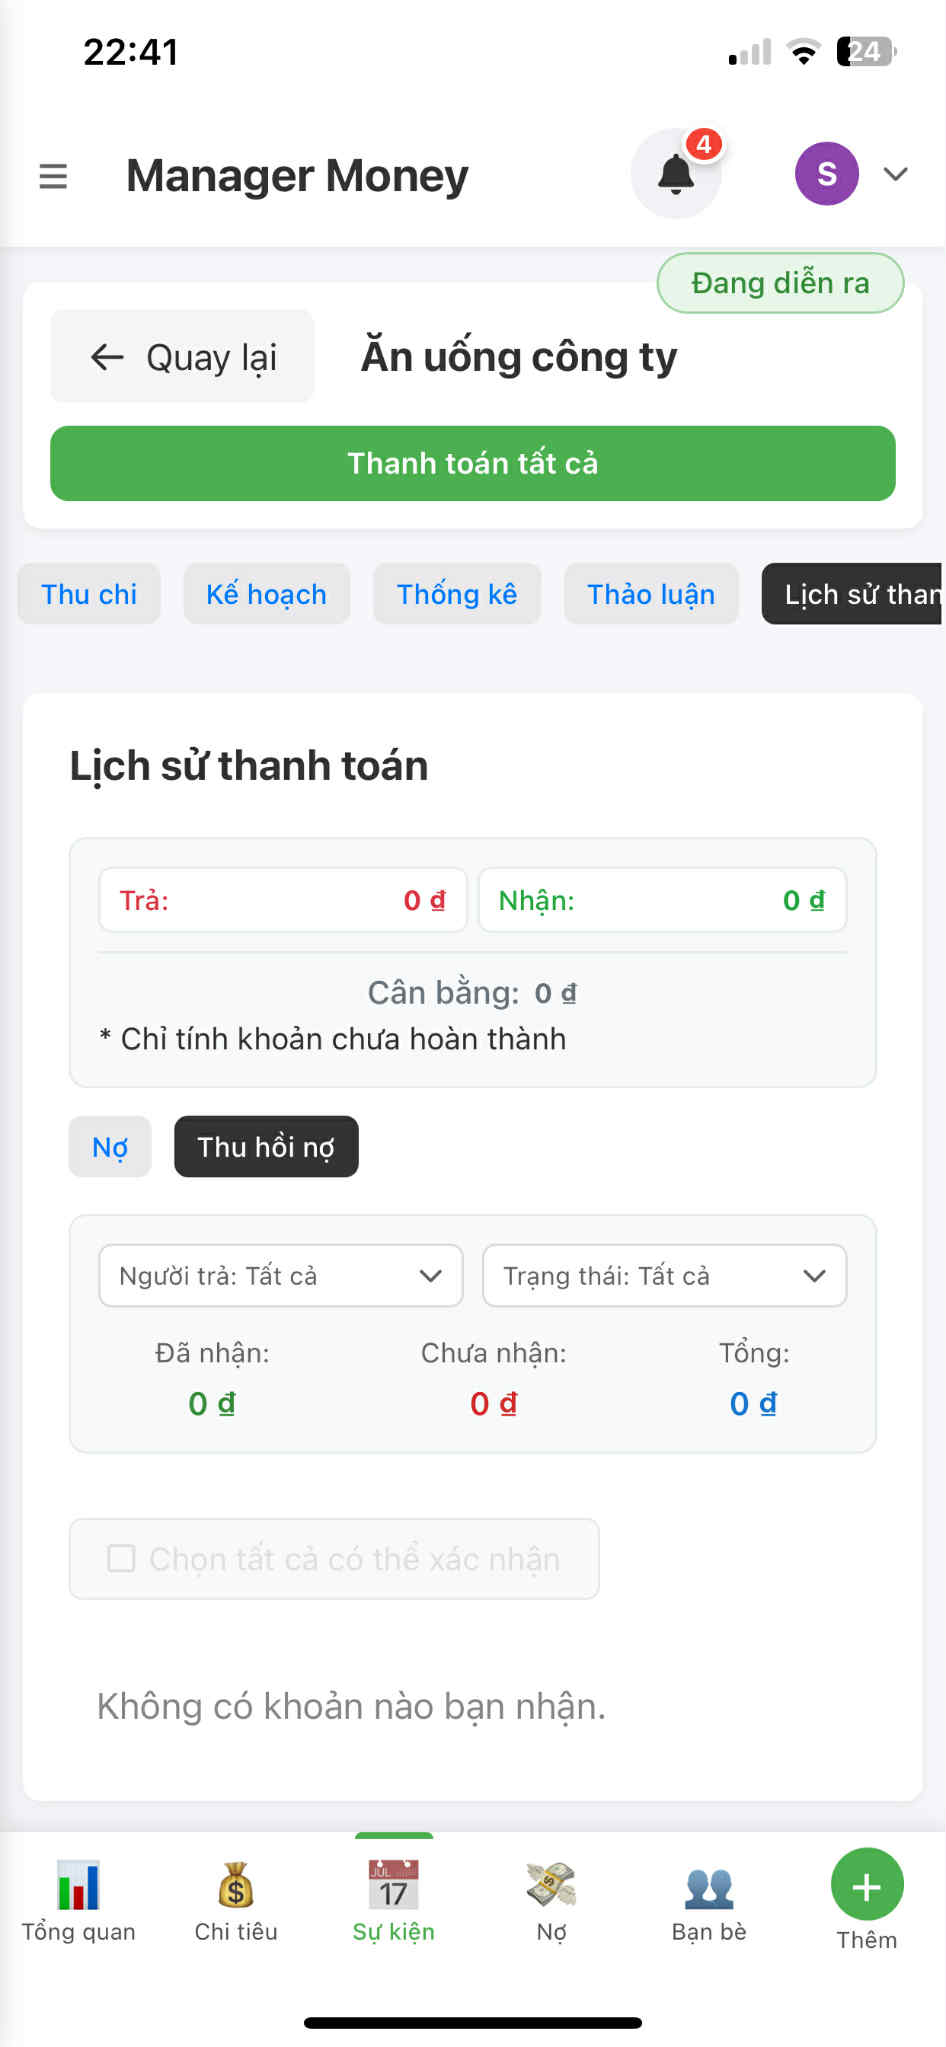 22:41
24
Manager Money
4
S
Đang diễn ra
← Quay lại
Ăn uống công ty
Thanh toán tất cả
Thu chi
Kế hoạch
Thống kê
Thảo luận
Lịch sử than
Lịch sử thanh toán
Trả: 0 ₫
Nhận: 0 ₫
Cân bằng: 0 ₫
* Chỉ tính khoản chưa hoàn thành
Nợ
Thu hồi nợ
Người trả: Tất cả
Trạng thái: Tất cả
Đã nhận:
Chưa nhận:
Tổng:
0 ₫
0 ₫
0 ₫
Chọn tất cả có thể xác nhận
Không có khoản nào bạn nhận.
JUL
17
$
Tổng quan
Chi tiêu
Sự kiện
Nợ
Bạn bè
Thêm